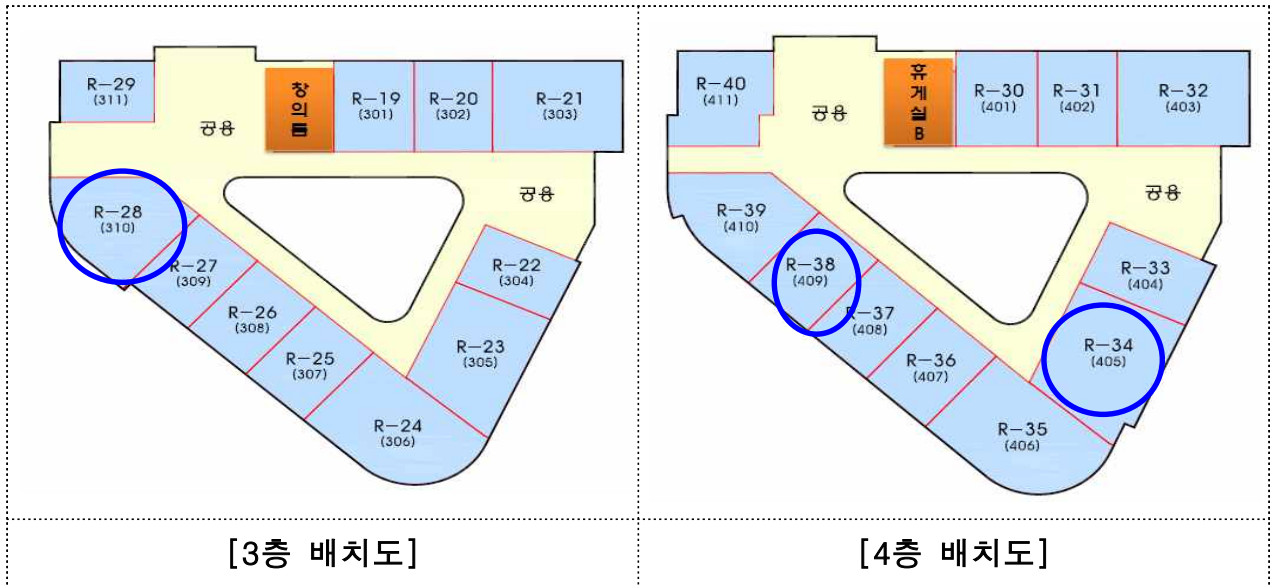 R-29
(311)
공용
창의틈
R-19
(301)
R-20
(302)
R-21
(303)
공용
R-28
(310)
R-27
(309)
R-26
(308)
R-25
(307)
R-24
(306)
R-22
(304)
R-23
(305)
[3층 배치도]
R-40
(411)
공용
휴게실B
R-30
(401)
R-31
(402)
R-32
(403)
공용
R-39
(410)
R-38
(409)
R-37
(408)
R-36
(407)
R-35
(406)
R-33
(404)
R-34
(405)
[4층 배치도]